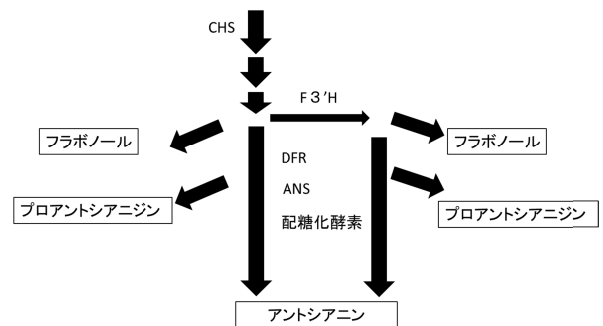 CHS
F３’H
フラボノール
フラボノール
DFR
ANS
プロアントシアニジン
プロアントシアニジン
配糖化酵素
アントシアニン